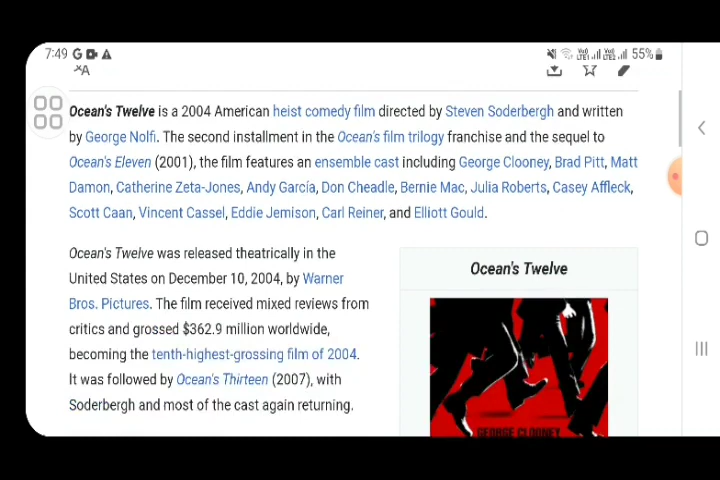 7:49
55%
Ocean's Twelve is a 2004 American heist comedy film directed by Steven Soderbergh and written
by George Nolfi. The second installment in the Ocean's film trilogy franchise and the sequel to
Ocean's Eleven (2001), the film features an ensemble cast including George Clooney, Brad Pitt, Matt
Damon, Catherine Zeta-Jones, Andy García, Don Cheadle, Bernie Mac, Julia Roberts, Casey Affleck,
Scott Caan, Vincent Cassel, Eddie Jemison, Carl Reiner, and Elliott Gould.
Ocean's Twelve was released theatrically in the
United States on December 10, 2004, by Warner
Bros. Pictures. The film received mixed reviews from
critics and grossed $362.9 million worldwide,
becoming the tenth-highest-grossing film of 2004.
It was followed by Ocean's Thirteen (2007), with
Soderbergh and most of the cast again returning.
Ocean's Twelve
GEORGE CLOONEY